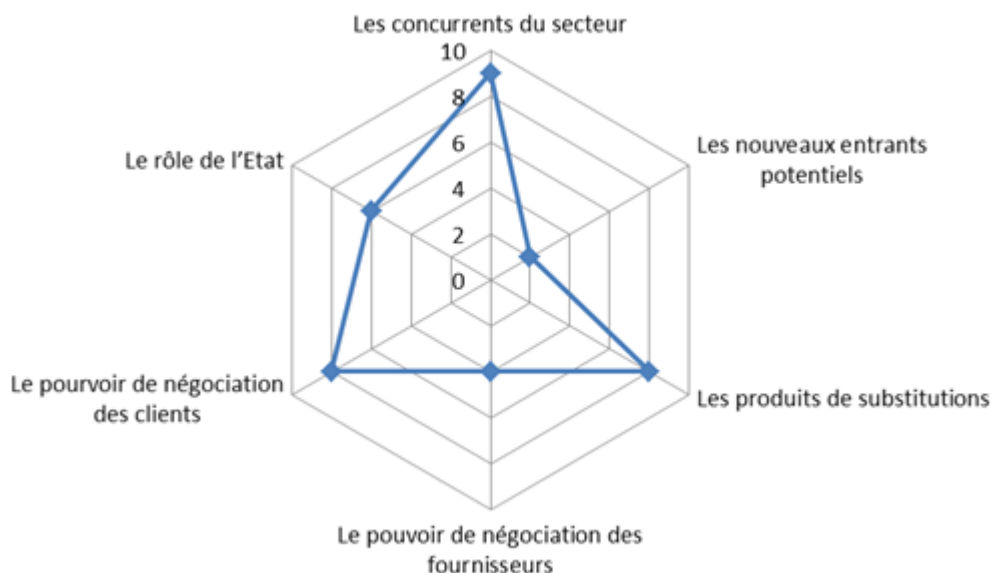 Les concurrents du secteur
10
8
6
4
2
0
Les nouveaux entrants
potentiels
Les produits de substitutions
Le pouvoir de négociation des
fournisseurs
Le pourvoir de négociation
des clients
Le rôle de l’Etat